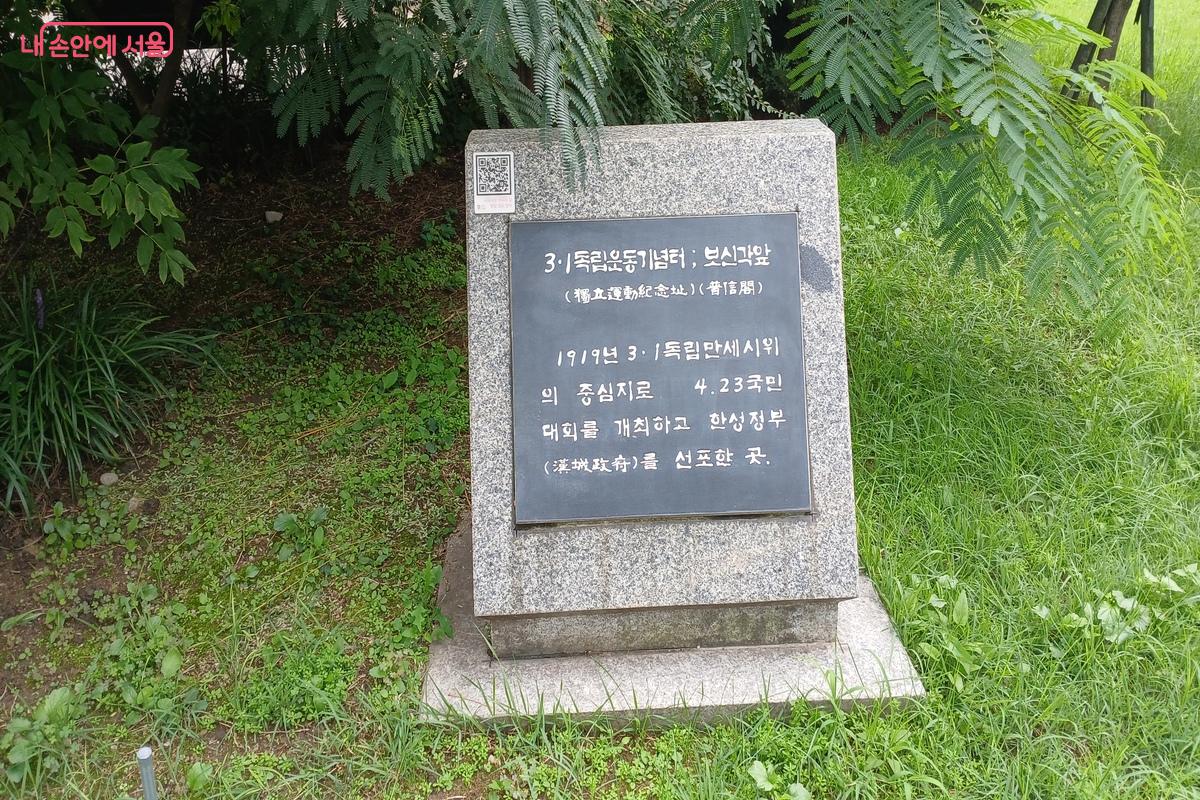 내 손안에 서울
3·1독립운동기념터; 보신각앞
(獨立運動紀念址)(普信閣)
1919년 3·1독립만세시위
의 중심지로 4.23국민
대회를 개최하고 한성정부
(漢城政府)를 선포한 곳.